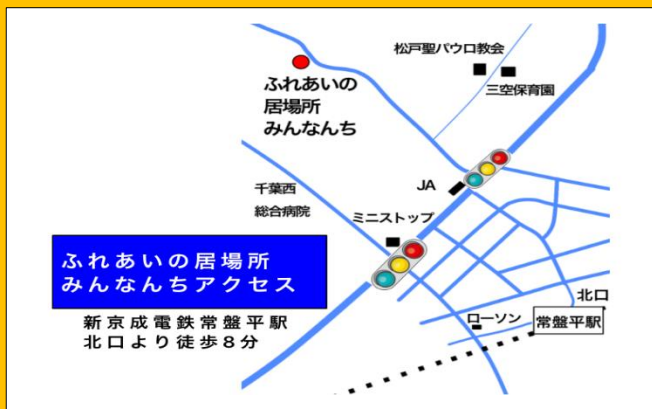 松戸聖パウロ教会
三空保育園
ふれあいの
居場所
みんなんち
JA
千葉西
総合病院
ミニストップ
ふれあいの居場所
みんなんちアクセス
新京成電鉄常盤平駅
北口より徒歩8分
北口
ローソン
常盤平駅